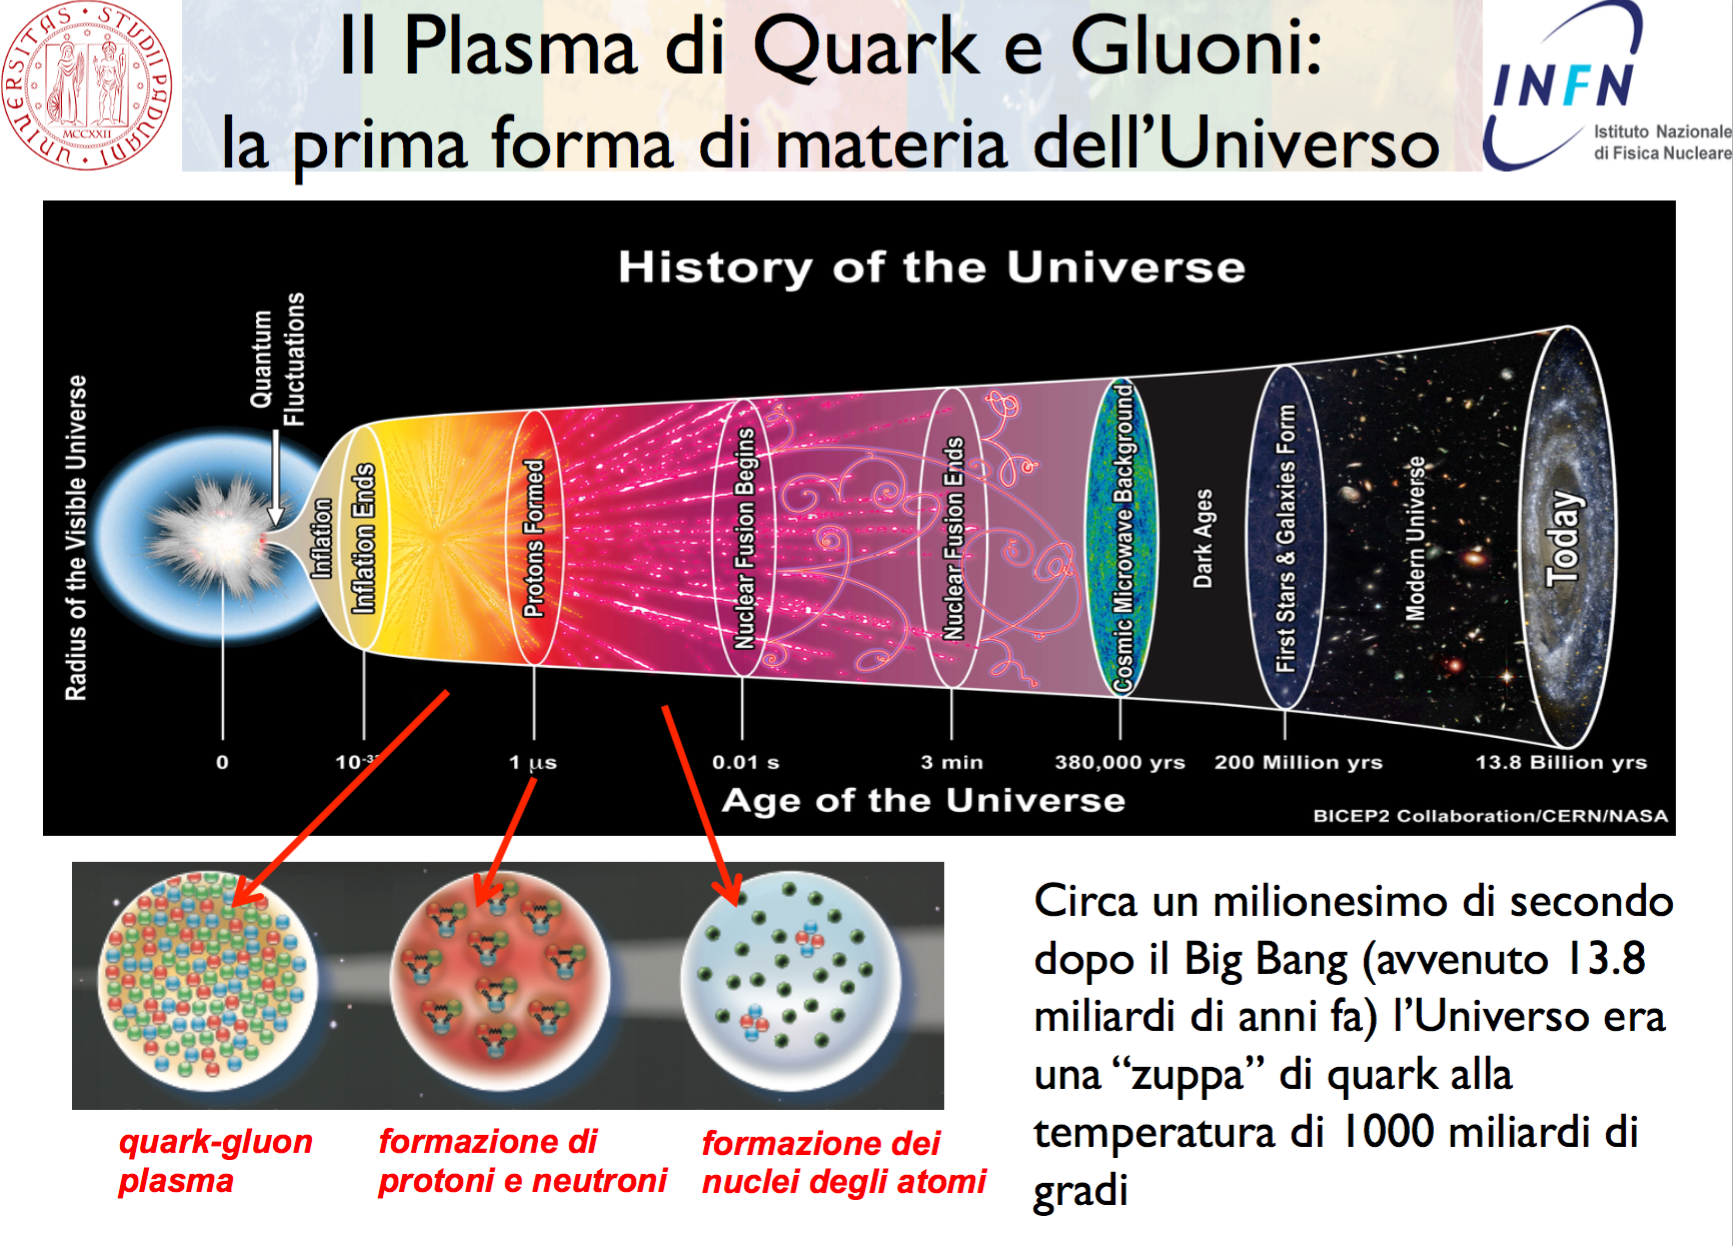 UNIVERSITAS STUDII PADUANI
MCCXXII
Il Plasma di Quark e Gluoni:
la prima forma di materia dell’Universo
INFN
Istituto Nazionale
di Fisica Nucleare
History of the Universe
Radius of the Visible Universe
Quantum
Fluctuations
Inflation
Inflation Ends
Protons Formed
Nuclear Fusion Begins
Nuclear Fusion Ends
Cosmic Microwave Background
Dark Ages
First Stars & Galaxies Form
Modern Universe
Today
0
1 μs
0.01 s
3 min
380,000 yrs
200 Million yrs
13.8 Billion yrs
Age of the Universe
BICEP2 Collaboration/CERN/NASA
quark-gluon
plasma
formazione di
protoni e neutroni
formazione dei
nuclei degli atomi
Circa un milionesimo di secondo
dopo il Big Bang (avvenuto 13.8
miliardi di anni fa) l’Universo era
una “zuppa” di quark alla
temperatura di 1000 miliardi di
gradi